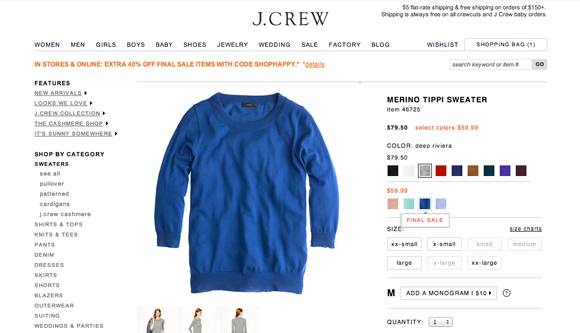 J.CREW
$5 flat-rate shipping & free shipping on orders of $150+.
Shipping is always free on all crewcuts and J.Crew baby orders.
WOMEN MEN GIRLS BOYS BABY SHOES JEWELRY WEDDING SALE FACTORY BLOG WISHLIST SHOPPING BAG (1)
IN STORES & ONLINE: EXTRA 40% OFF FINAL SALE ITEMS WITH CODE SHOPHAPPY.* *details
search keyword or item # GO
FEATURES
NEW ARRIVALS
LOOKS WE LOVE
J.CREW COLLECTION
THE CASHMERE SHOP
IT'S SUNNY SOMEWHERE
SHOP BY CATEGORY
SWEATERS
see all
pullover
patterned
cardigans
j.crew cashmere
SHIRTS & TOPS
KNITS & TEES
PANTS
DENIM
DRESSES
SKIRTS
SHORTS
BLAZERS
OUTERWEAR
SUITING
WEDDINGS & PARTIES
MERINO TIPPI SWEATER
item 46725
$79.50 select colors $59.99
COLOR: deep riviera
$79.50
$59.99
FINAL SALE
SIZE: size charts
xx-small x-small small medium
large x-large xx-large
M ADD A MONOGRAM | $10 ?
QUANTITY: 1